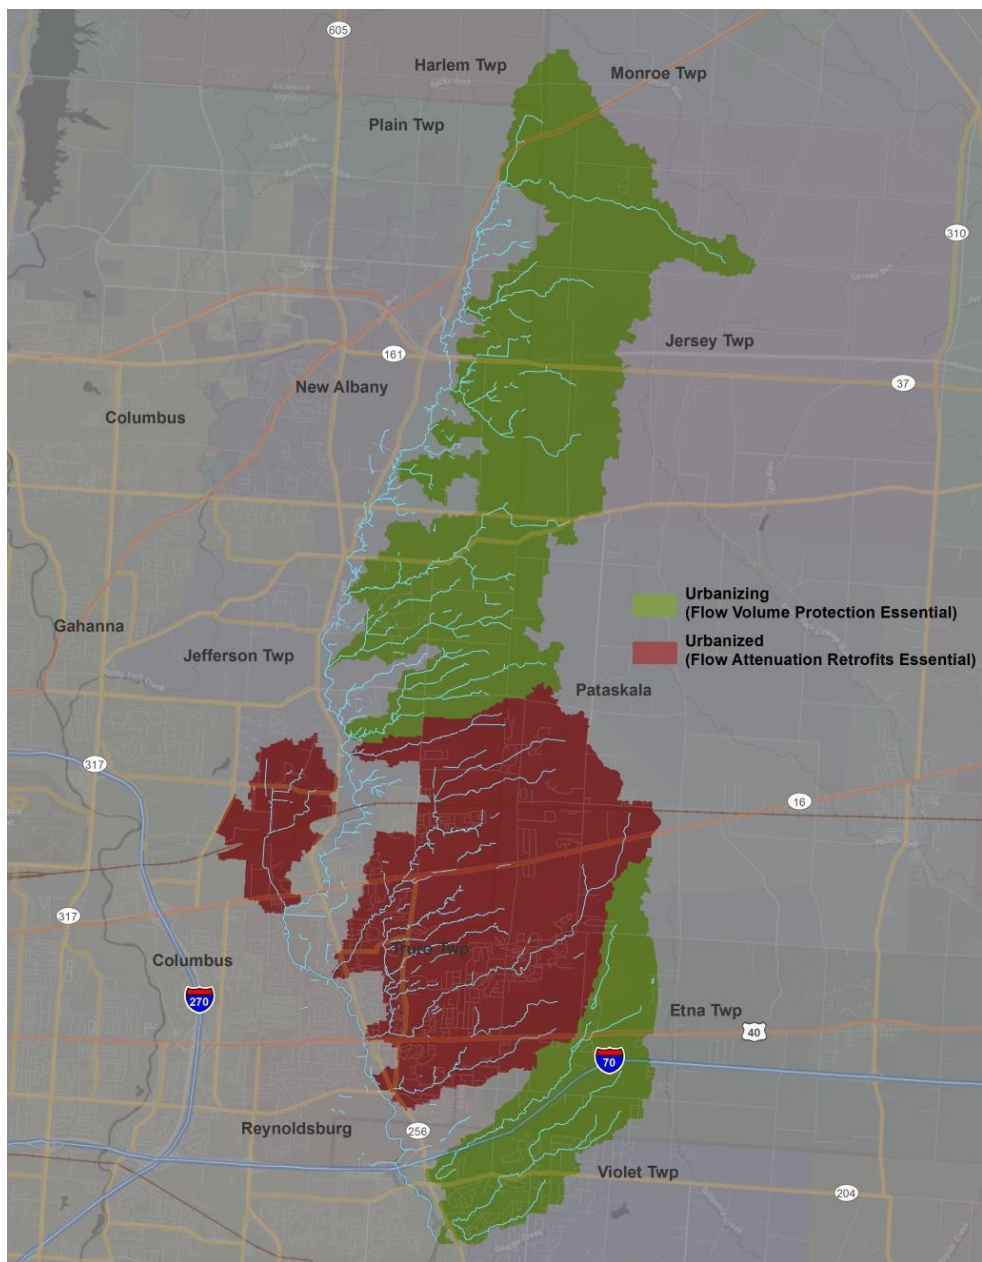 605
Harlem Twp
Monroe Twp
Plain Twp
310
Jersey Twp
161
37
New Albany
Columbus
Urbanizing
(Flow Volume Protection Essential)
Gahanna
Urbanized
(Flow Attenuation Retrofits Essential)
Jefferson Twp
Pataskala
317
16
317
Truro Twp
Columbus
270
Etna Twp
40
70
Reynoldsburg
256
Violet Twp
204